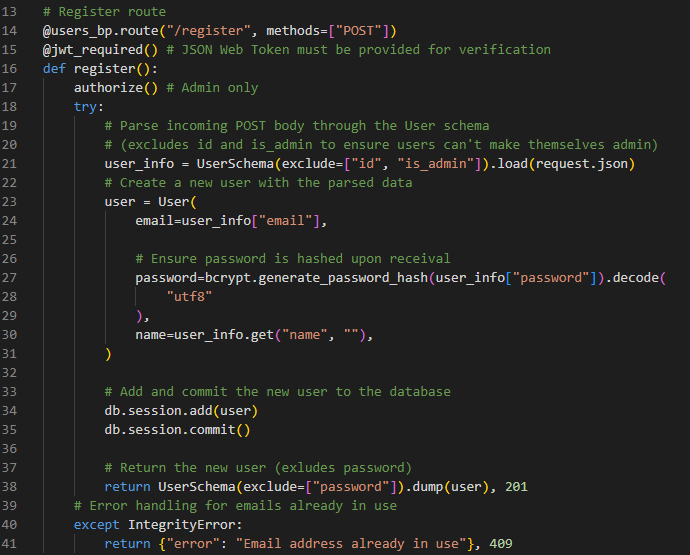 13 # Register route
14 @users_bp.route("/register", methods=["POST"])
15 @jwt_required() # JSON Web Token must be provided for verification
16 def register():
17     authorize() # Admin only
18     try:
19         # Parse incoming POST body through the User schema
20         # (excludes id and is_admin to ensure users can't make themselves admin)
21         user_info = UserSchema(exclude=["id", "is_admin"]).load(request.json)
22         # Create a new user with the parsed data
23         user = User(
24             email=user_info["email"],
25
26             # Ensure password is hashed upon receival
27             password=bcrypt.generate_password_hash(user_info["password"]).decode(
28                 "utf8"
29             ),
30             name=user_info.get("name", ""),
31         )
32
33         # Add and commit the new user to the database
34         db.session.add(user)
35         db.session.commit()
36
37         # Return the new user (exludes password)
38         return UserSchema(exclude=["password"]).dump(user), 201
39     # Error handling for emails already in use
40     except IntegrityError:
41         return {"error": "Email address already in use"}, 409